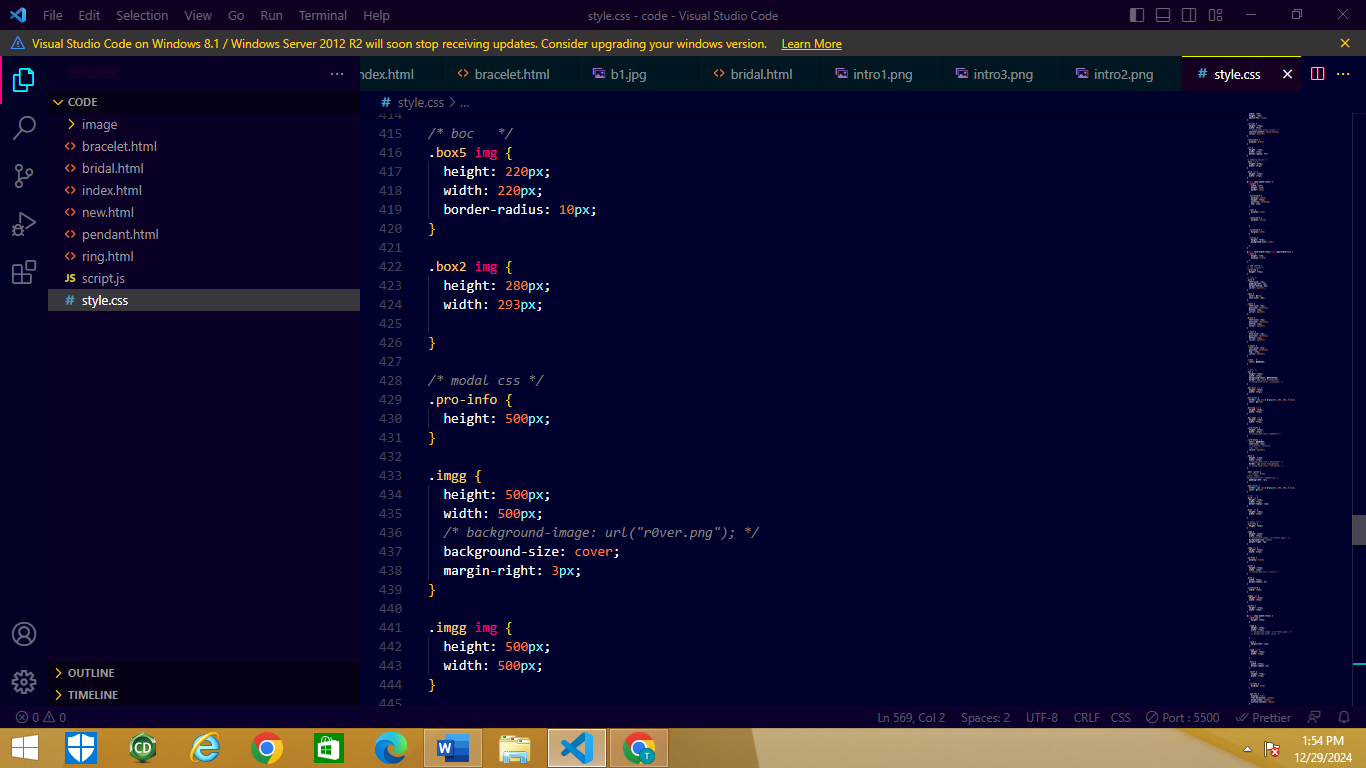 File Edit Selection View Go Run Terminal Help style.css - code - Visual Studio Code
Visual Studio Code on Windows 8.1 / Windows Server 2012 R2 will soon stop receiving updates. Consider upgrading your windows version. Learn More
EXPLORER
ndex.html bracelet.html b1.jpg bridal.html intro1.png intro3.png intro2.png # style.css
CODE
image
bracelet.html
bridal.html
index.html
new.html
pendant.html
ring.html
JS script.js
# style.css
OUTLINE
TIMELINE
# style.css > ...
414
415 /* boc   */
416 .box5 img {
417 height: 220px;
418 width: 220px;
419 border-radius: 10px;
420 }
421
422 .box2 img {
423 height: 280px;
424 width: 293px;
425
426 }
427
428 /* modal css */
429 .pro-info {
430 height: 500px;
431 }
432
433 .imgg {
434 height: 500px;
435 width: 500px;
436 /* background-image: url("r0ver.png"); */
437 background-size: cover;
438 margin-right: 3px;
439 }
440
441 .imgg img {
442 height: 500px;
443 width: 500px;
444 }
445
0 0 Ln 569, Col 2 Spaces: 2 UTF-8 CRLF CSS Port : 5500 Prettier
CD W T
1:54 PM
12/29/2024